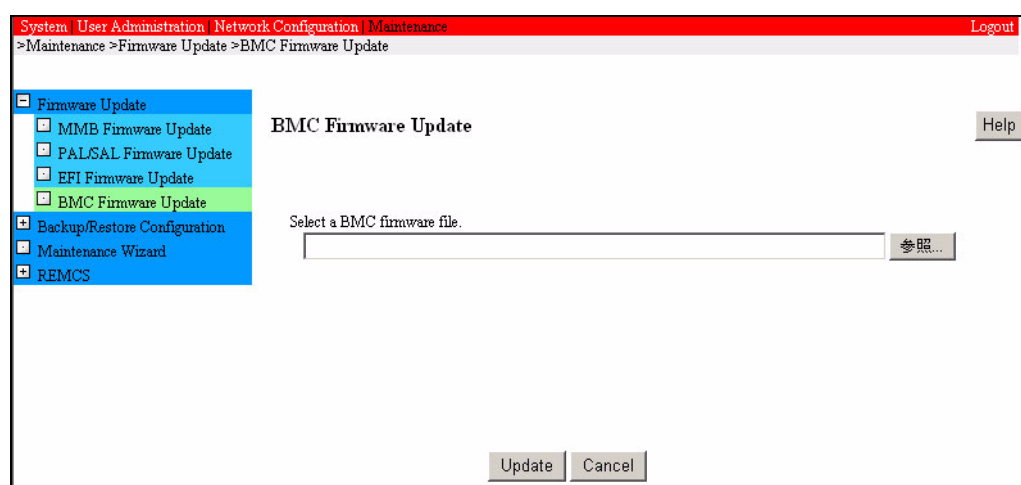 System | User Administration | Network Configuration | Maintenance Logout
>Maintenance >Firmware Update >BMC Firmware Update
Firmware Update
MMB Firmware Update
PAL/SAL Firmware Update
EFI Firmware Update
BMC Firmware Update
Backup/Restore Configuration
Maintenance Wizard
REMCS
BMC Firmware Update
Help
Select a BMC firmware file.
参照...
Update Cancel